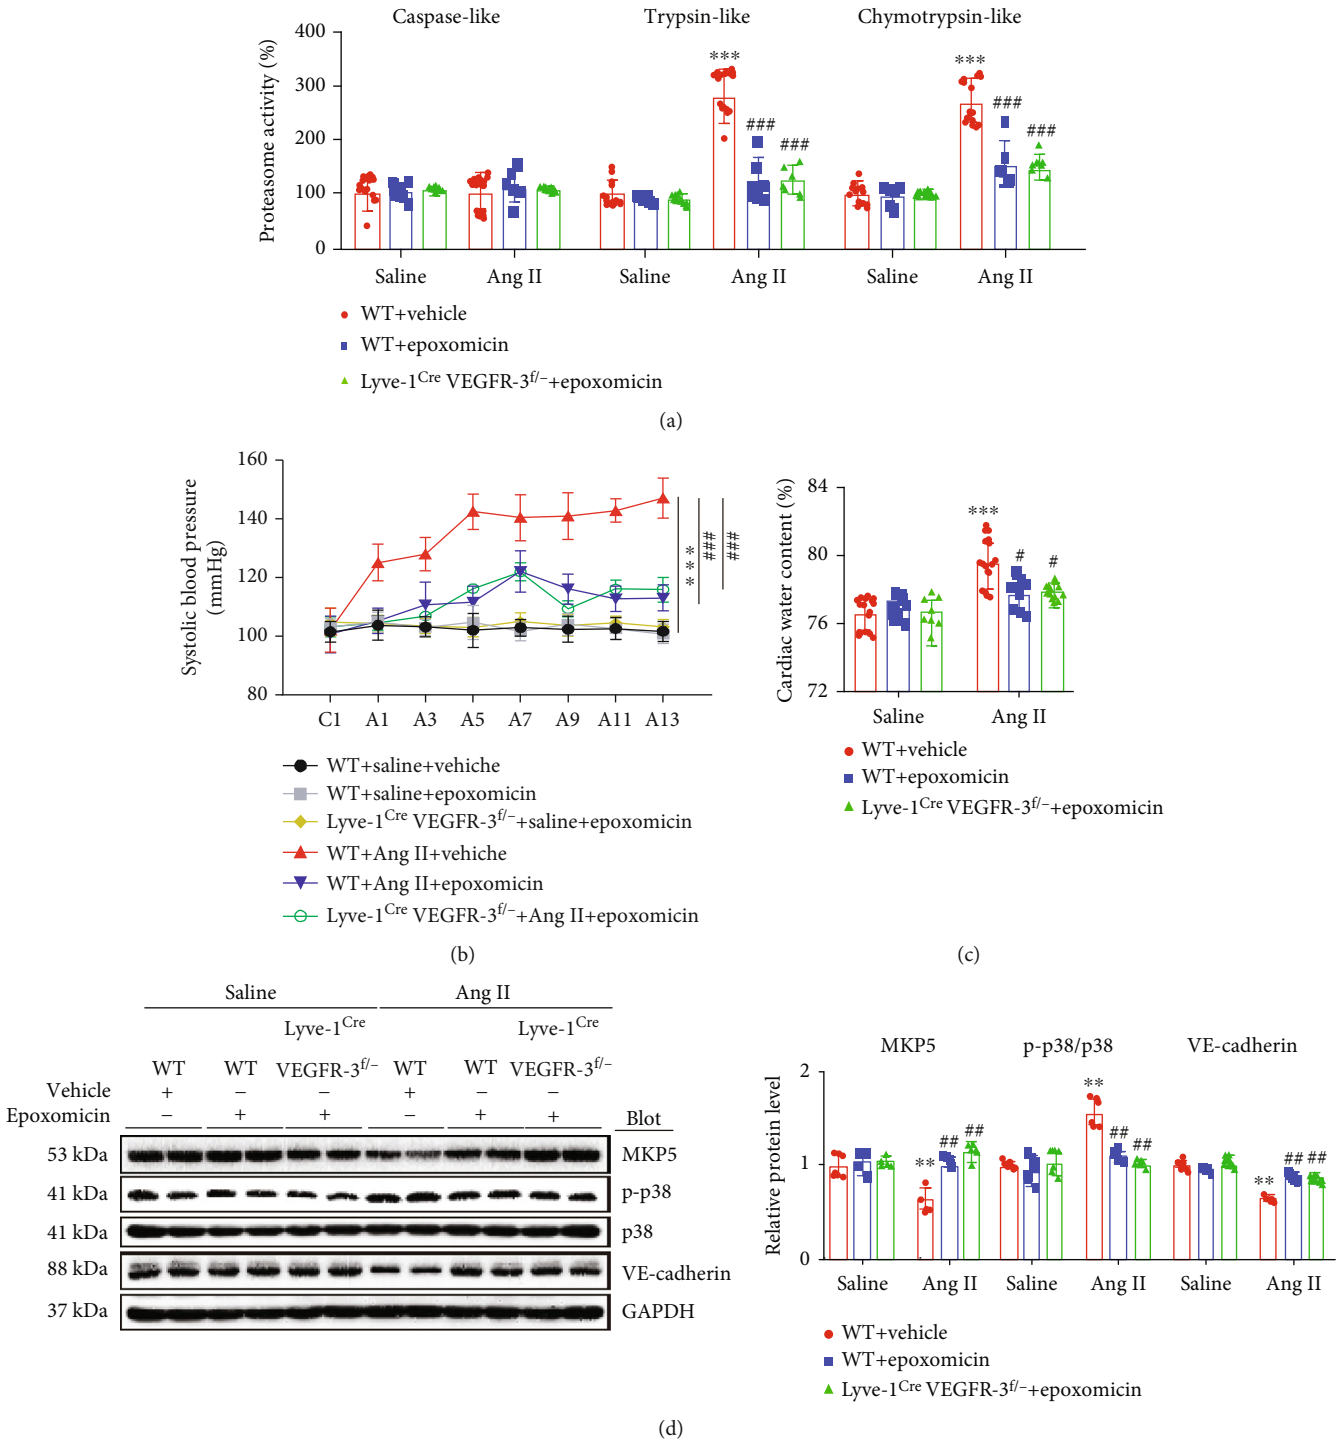 Caspase-like Trypsin-like Chymotrypsin-like
Proteasome activity (%)
400
300
200
100
0
*** ### ### *** ### ###
Saline Ang II Saline Ang II Saline Ang II
WT+vehicle
WT+epoxomicin
Lyve-1Cre VEGFR-3f/–+epoxomicin
(a)
Systolic blood pressure
(mmHg)
160
140
120
100
80
*** ### ###
C1 A1 A3 A5 A7 A9 A11 A13
WT+saline+vehiche
WT+saline+epoxomicin
Lyve-1Cre VEGFR-3f/–+saline+epoxomicin
WT+Ang II+vehiche
WT+Ang II+epoxomicin
Lyve-1Cre VEGFR-3f/–+Ang II+epoxomicin
(b)
Cardiac water content (%)
84
80
76
72
*** # #
Saline Ang II
WT+vehicle
WT+epoxomicin
Lyve-1Cre VEGFR-3f/–+epoxomicin
(c)
Saline Ang II
Lyve-1Cre Lyve-1Cre
WT WT VEGFR-3f/– WT WT VEGFR-3f/–
Vehicle + – – + – –
Epoxomicin – + + – + + Blot
53 kDa MKP5
41 kDa p-p38
41 kDa p38
88 kDa VE-cadherin
37 kDa GAPDH
MKP5 p-p38/p38 VE-cadherin
Relative protein level
2
1
0
** ## ## ** ## ## ** ## ##
Saline Ang II Saline Ang II Saline Ang II
WT+vehicle
WT+epoxomicin
Lyve-1Cre VEGFR-3f/–+epoxomicin
(d)